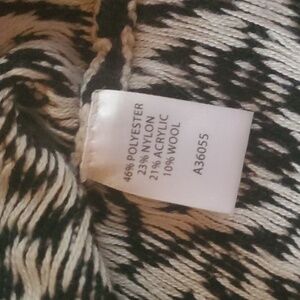 46% POLYESTER
23% NYLON
21% ACRYLIC
10% WOOL
A36055